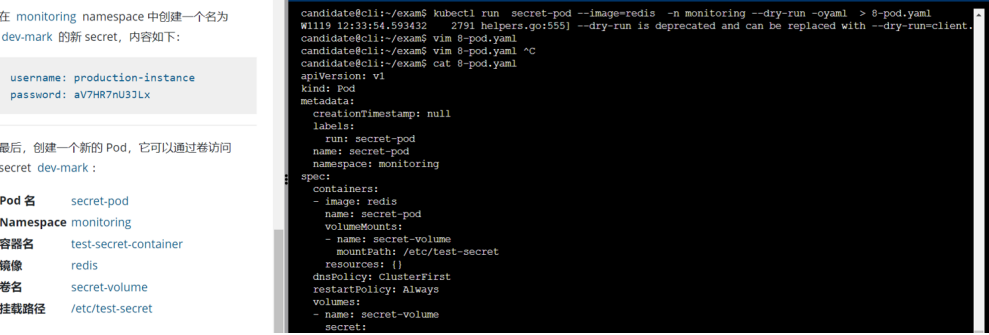 在 monitoring namespace 中创建一个名为
dev-mark 的新 secret，内容如下：
username: production-instance
password: aV7HR7nU3JLx
最后，创建一个新的 Pod，它可以通过卷访问
secret dev-mark：
Pod 名 secret-pod
Namespace monitoring
容器名 test-secret-container
镜像 redis
卷名 secret-volume
挂载路径 /etc/test-secret
candidate@cli:~/exam$ kubectl run  secret-pod --image=redis  -n monitoring --dry-run -oyaml  > 8-pod.yaml
W1119 12:33:54.593432    2791 helpers.go:555] --dry-run is deprecated and can be replaced with --dry-run=client.
candidate@cli:~/exam$ vim 8-pod.yaml
candidate@cli:~/exam$ vim 8-pod.yaml ^C
candidate@cli:~/exam$ cat 8-pod.yaml
apiVersion: v1
kind: Pod
metadata:
  creationTimestamp: null
  labels:
    run: secret-pod
  name: secret-pod
  namespace: monitoring
spec:
  containers:
  - image: redis
    name: secret-pod
    volumeMounts:
    - name: secret-volume
      mountPath: /etc/test-secret
    resources: {}
  dnsPolicy: ClusterFirst
  restartPolicy: Always
  volumes:
  - name: secret-volume
    secret: